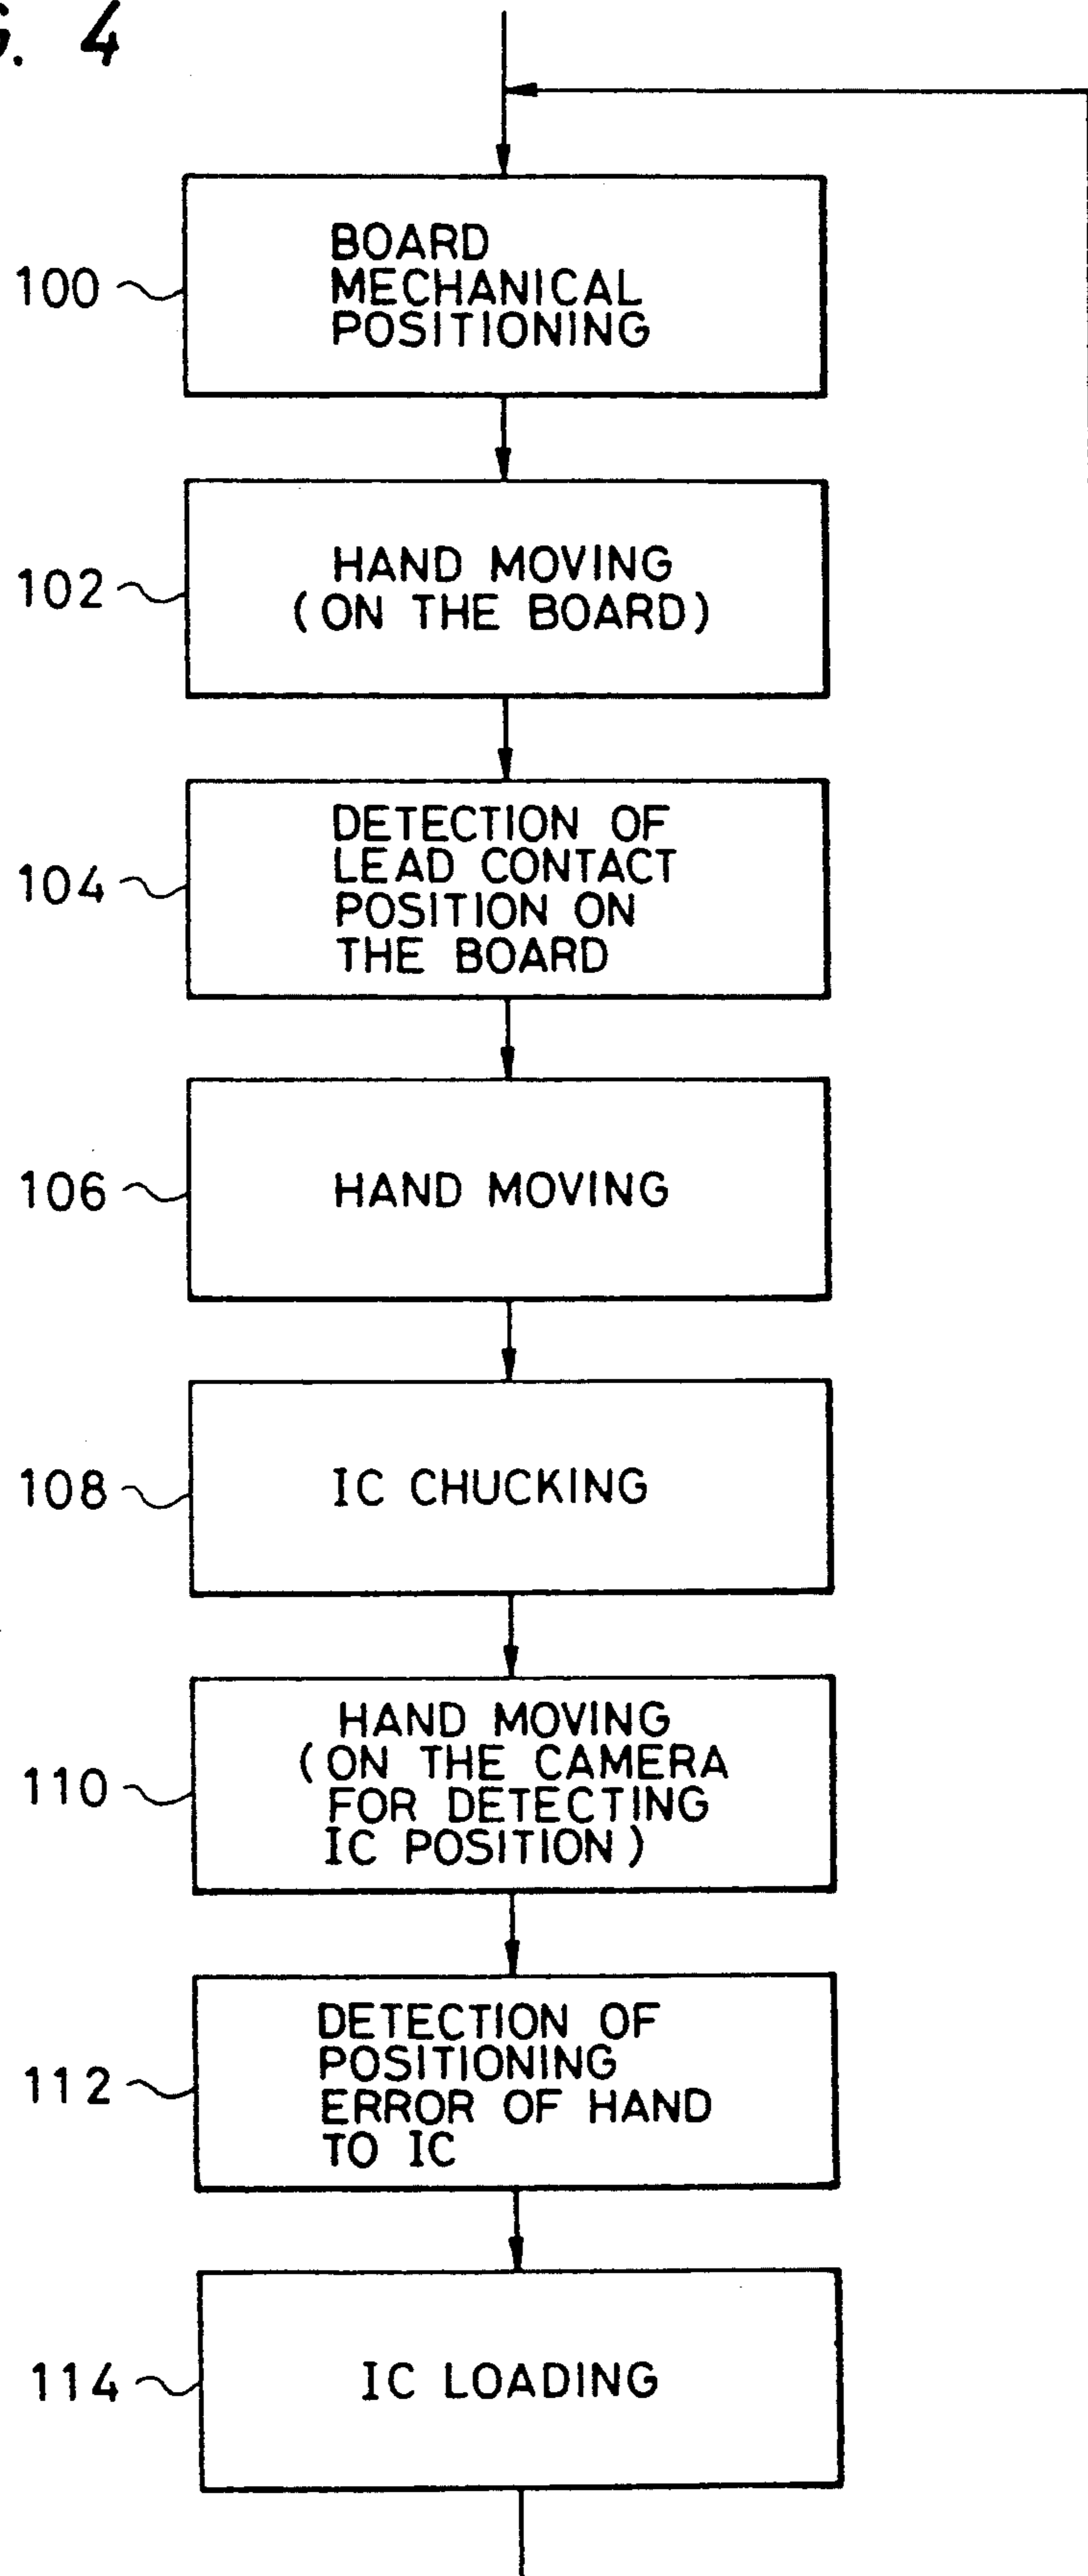 G. 4
100
BOARD
MECHANICAL
POSITIONING
102
HAND MOVING
(ON THE BOARD)
104
DETECTION OF
LEAD CONTACT
POSITION ON
THE BOARD
106
HAND MOVING
108
IC CHUCKING
110
HAND MOVING
(ON THE CAMERA
FOR DETECTING
IC POSITION)
112
DETECTION OF
POSITIONING
ERROR OF HAND
TO IC
114
IC LOADING